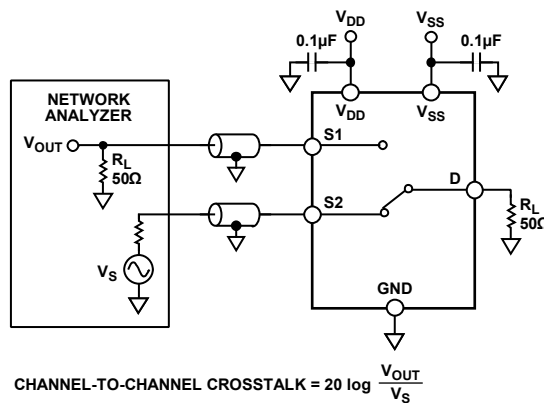 VDD VSS
0.1µF 0.1µF
VDD VSS
NETWORK
ANALYZER
VOUT
RL
50Ω
S1
S2
D
RL
50Ω
VS
GND
CHANNEL-TO-CHANNEL CROSSTALK = 20 log VOUT
VS